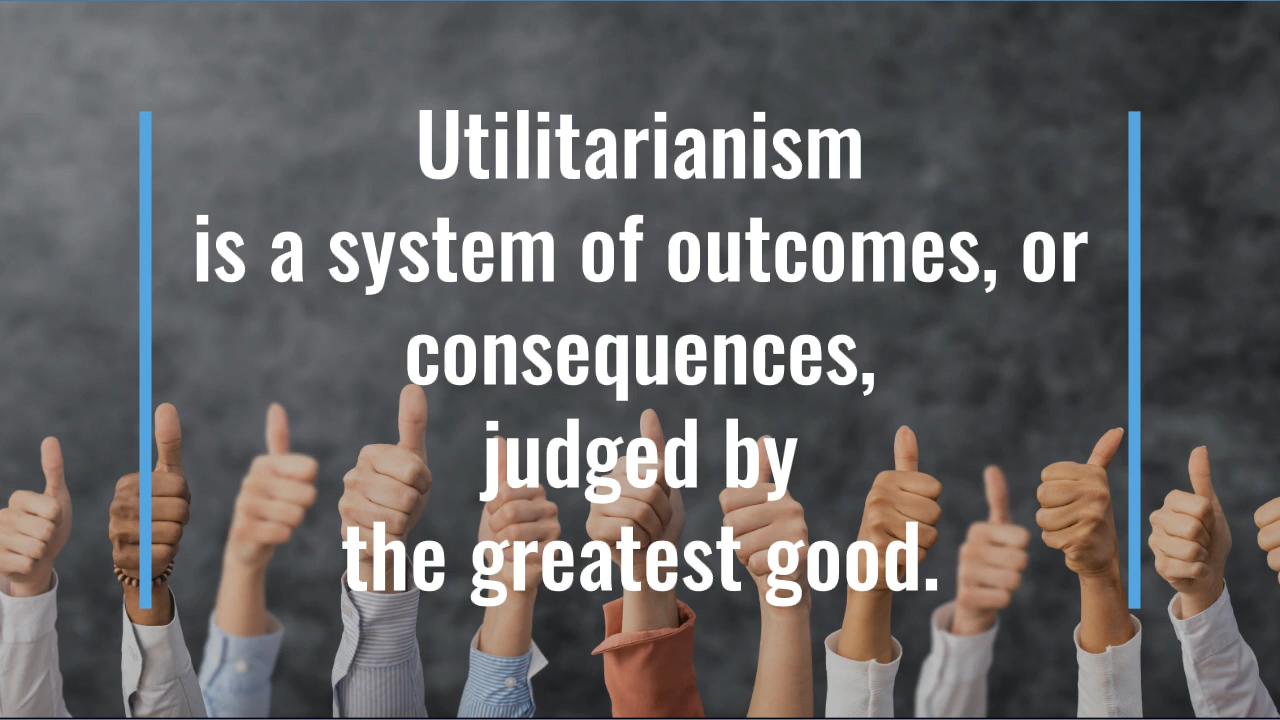 Utilitarianism
is a system of outcomes, or
consequences,
judged by
the greatest good.